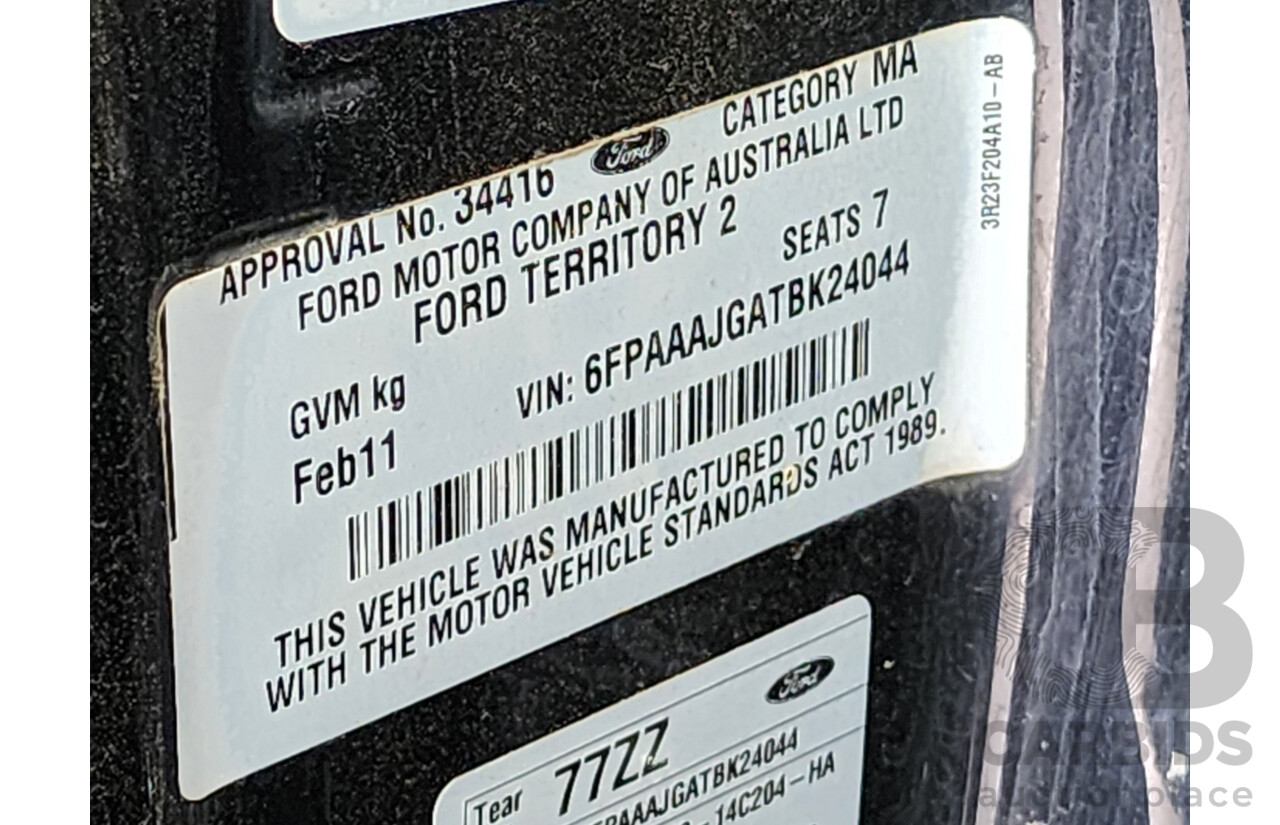 APPROVAL No. 34416 Ford CATEGORY MA
FORD MOTOR COMPANY OF AUSTRALIA LTD
FORD TERRITORY 2
SEATS 7
GVM kg VIN: 6FPAAAJGATBK24044
Feb11
THIS VEHICLE WAS MANUFACTURED TO COMPLY
WITH THE MOTOR VEHICLE STANDARDS ACT 1989.
3R23F204A10-AB
Ford
Tear 77ZZ
FPAAAJGATBK24044
-14C204-HA
CARBIDS
auctionplace